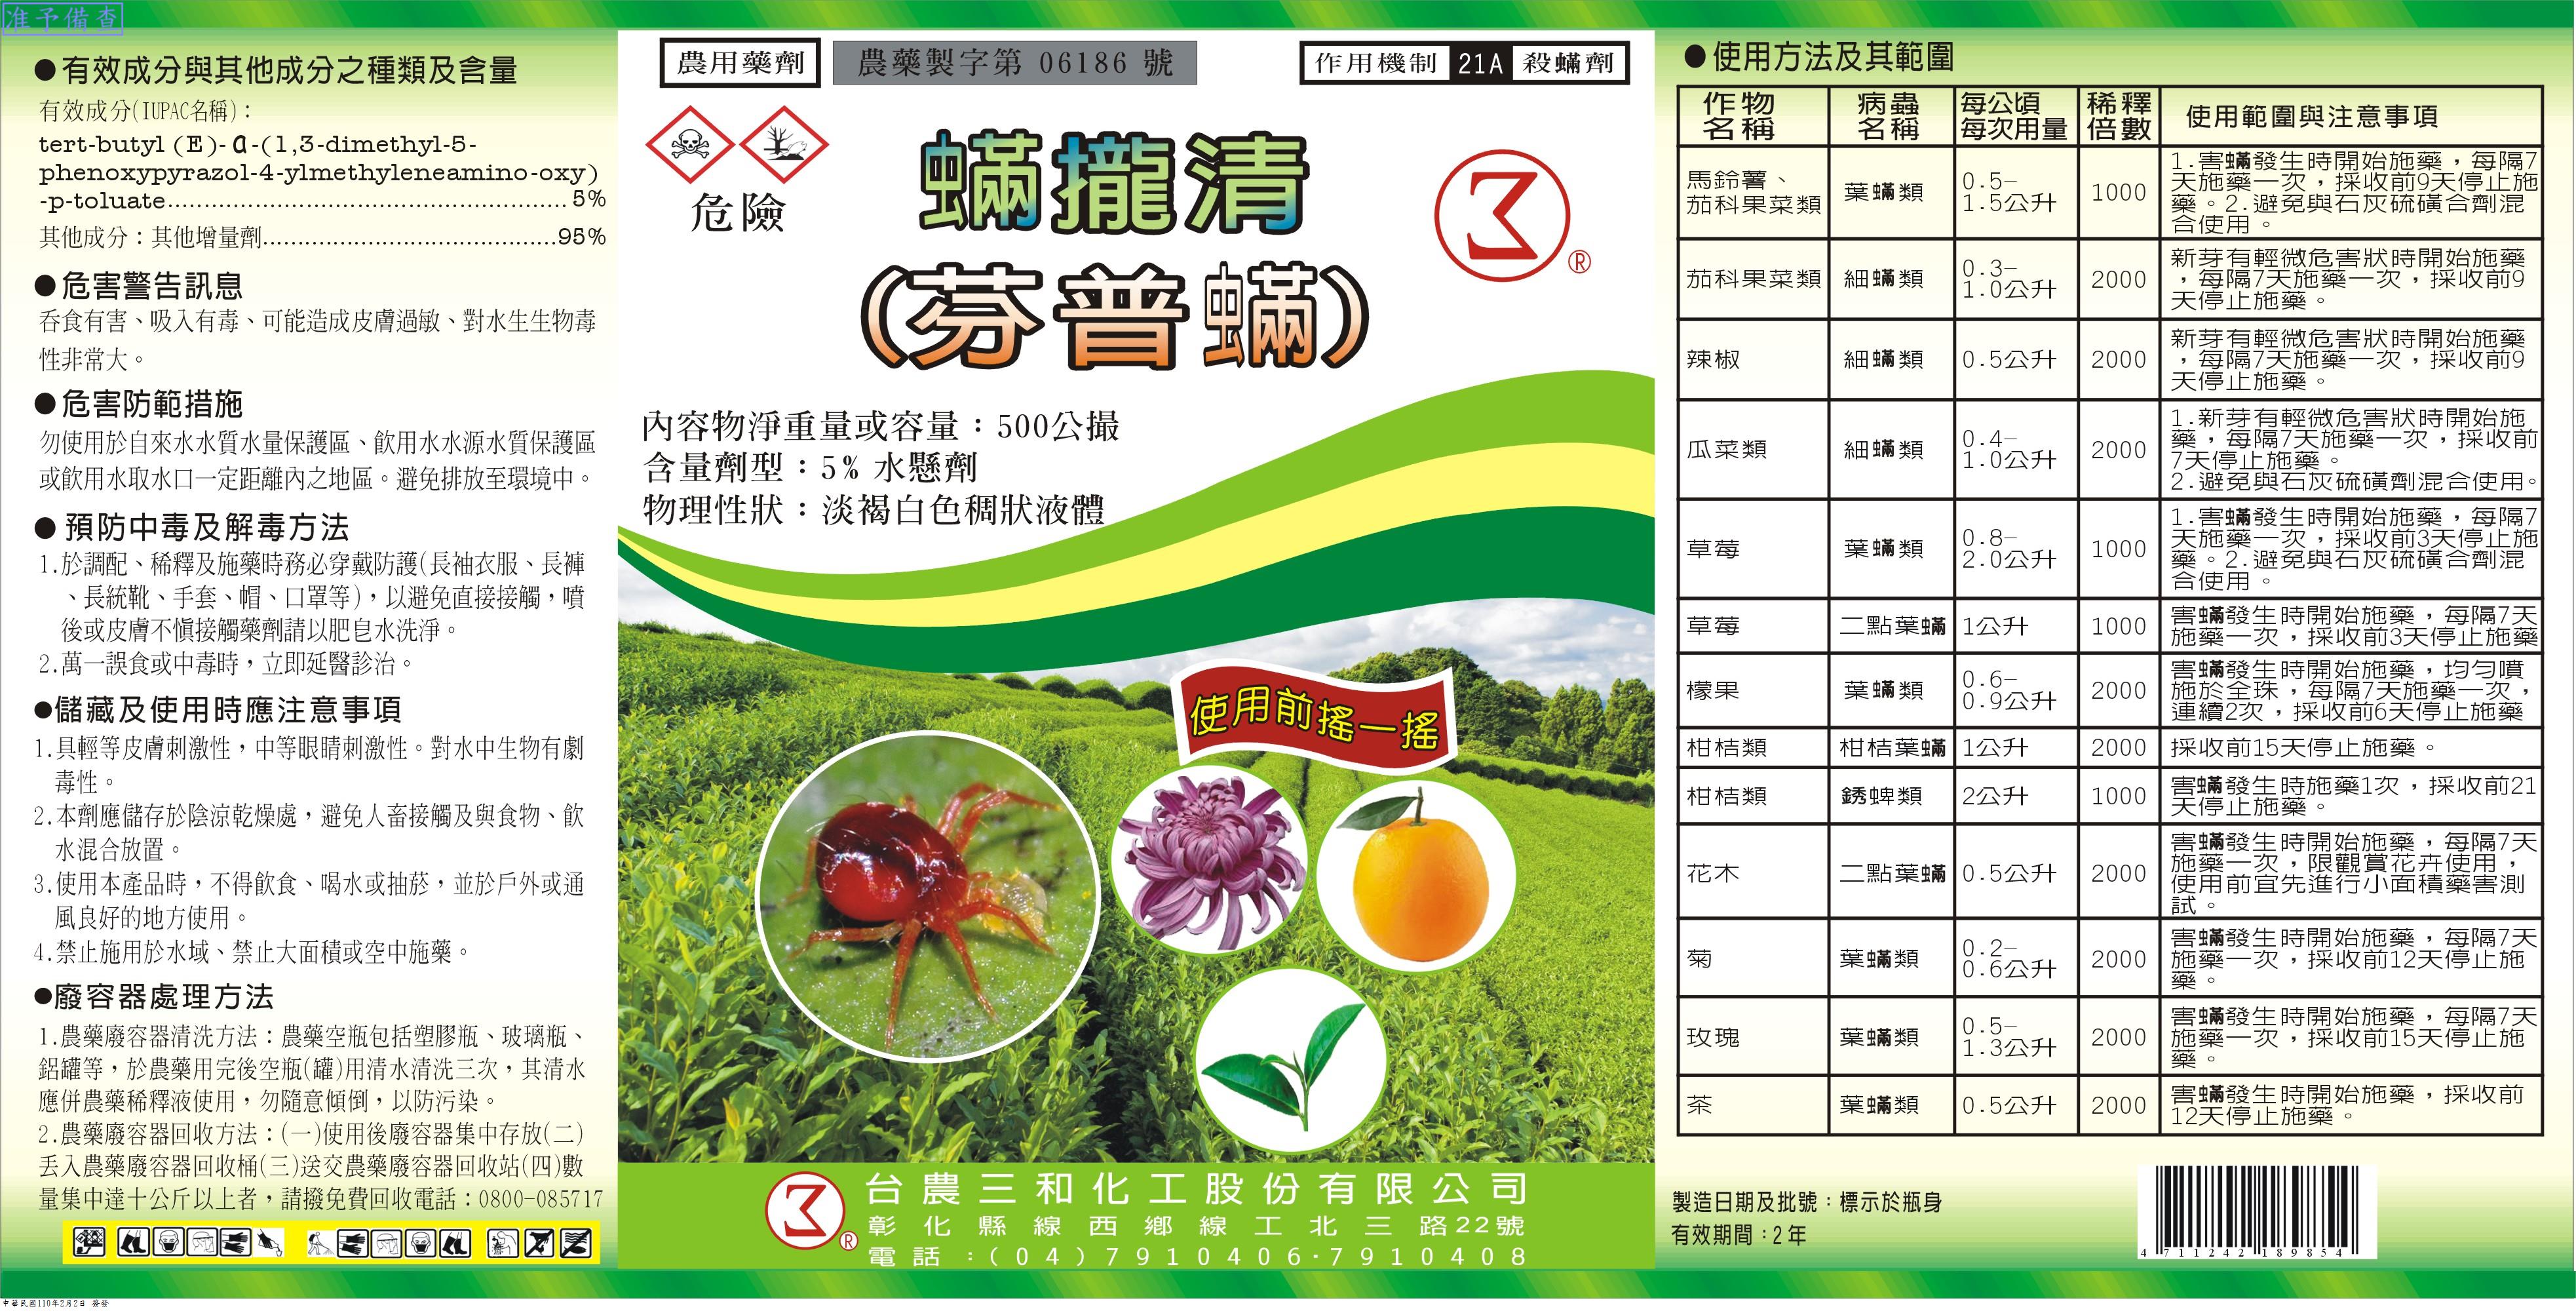 准予備查
●有效成分與其他成分之種類及含量
有效成分(IUPAC名稱)：
tert-butyl (E)-α-(1,3-dimethyl-5-
phenoxypyrazol-4-ylmethyleneamino-oxy)
-p-toluate.......................................................5%
其他成分：其他增量劑..........................................95%
●危害警告訊息
吞食有害、吸入有毒、可能造成皮膚過敏、對水生生物毒
性非常大。
●危害防範措施
勿使用於自來水水質水量保護區、飲用水水源水質保護區
或飲用水取水口一定距離內之地區。避免排放至環境中。
●預防中毒及解毒方法
1.於調配、稀釋及施藥時務必穿戴防護(長袖衣服、長褲
、長統靴、手套、帽、口罩等)，以避免直接接觸，噴
後或皮膚不慎接觸藥劑請以肥皂水洗淨。
2.萬一誤食或中毒時，立即延醫診治。
●儲藏及使用時應注意事項
1.具輕等皮膚刺激性，中等眼睛刺激性。對水中生物有劇
毒性。
2.本劑應儲存於陰涼乾燥處，避免人畜接觸及與食物、飲
水混合放置。
3.使用本產品時，不得飲食、喝水或抽菸，並於戶外或通
風良好的地方使用。
4.禁止施用於水域、禁止大面積或空中施藥。
●廢容器處理方法
1.農藥廢容器清洗方法：農藥空瓶包括塑膠瓶、玻璃瓶、
鋁罐等，於農藥用完後空瓶(罐)用清水清洗三次，其清水
應併農藥稀釋液使用，勿隨意傾倒，以防污染。
2.農藥廢容器回收方法：(一)使用後廢容器集中存放(二)
丟入農藥廢容器回收桶(三)送交農藥廢容器回收站(四)數
量集中達十公斤以上者，請撥免費回收電話：0800-085717
中華民國110年2月2日 簽發
農用藥劑
農藥製字第 06186 號
作用機制 21A 殺蟎劑
危險
蟎攏清
(芬普蟎)
®
內容物淨重量或容量：500公撮
含量劑型：5% 水懸劑
物理性狀：淡褐白色稠狀液體
使用前搖一搖
®
台農三和化工股份有限公司
彰化縣線西鄉線工北三路22號
電話:(04)7910406·7910408
●使用方法及其範圍
作物名稱 病蟲名稱 每公頃每次用量 稀釋倍數 使用範圍與注意事項
馬鈴薯、茄科果菜類 葉蟎類 0.5-1.5公升 1000 1.害蟎發生時開始施藥，每隔7天施藥一次，採收前9天停止施藥。2.避免與石灰硫磺合劑混合使用。
茄科果菜類 細蟎類 0.3-1.0公升 2000 新芽有輕微危害狀時開始施藥，每隔7天施藥一次，採收前9天停止施藥。
辣椒 細蟎類 0.5公升 2000 新芽有輕微危害狀時開始施藥，每隔7天施藥一次，採收前9天停止施藥。
瓜菜類 細蟎類 0.4-1.0公升 2000 1.新芽有輕微危害狀時開始施藥，每隔7天施藥一次，採收前7天停止施藥。2.避免與石灰硫磺劑混合使用。
草莓 葉蟎類 0.8-2.0公升 1000 1.害蟎發生時開始施藥，每隔7天施藥一次，採收前3天停止施藥。2.避免與石灰硫磺合劑混合使用。
草莓 二點葉蟎 1公升 1000 害蟎發生時開始施藥，每隔7天施藥一次，採收前3天停止施藥
檬果 葉蟎類 0.6-0.9公升 2000 害蟎發生時開始施藥，均勻噴施於全珠，每隔7天施藥一次，連續2次，採收前6天停止施藥
柑桔類 柑桔葉蟎 1公升 2000 採收前15天停止施藥。
柑桔類 銹蜱類 2公升 1000 害蟎發生時施藥1次，採收前21天停止施藥。
花木 二點葉蟎 0.5公升 2000 害蟎發生時開始施藥，每隔7天施藥一次，限觀賞花卉使用，使用前宜先進行小面積藥害測試。
菊 葉蟎類 0.2-0.6公升 2000 害蟎發生時開始施藥，每隔7天施藥一次，採收前12天停止施藥。
玫瑰 葉蟎類 0.5-1.3公升 2000 害蟎發生時開始施藥，每隔7天施藥一次，採收前15天停止施藥。
茶 葉蟎類 0.5公升 2000 害蟎發生時開始施藥，採收前12天停止施藥。
製造日期及批號：標示於瓶身
有效期間：2年
4 711242 189854